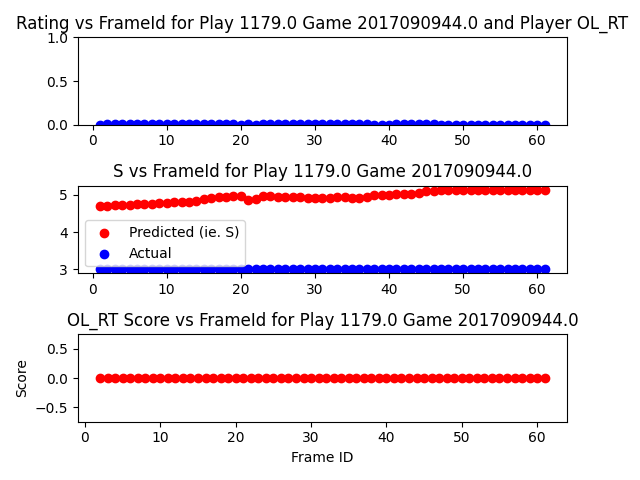 Rating vs FrameId for Play 1179.0 Game 2017090944.0 and Player OL_RT
1.0
0.5
0.0
0 10 20 30 40 50 60
S vs FrameId for Play 1179.0 Game 2017090944.0
5
4
3
Predicted (ie. S)
Actual
0 10 20 30 40 50 60
OL_RT Score vs FrameId for Play 1179.0 Game 2017090944.0
Score
0.5
0.0
−0.5
0 10 20 30 40 50 60
Frame ID